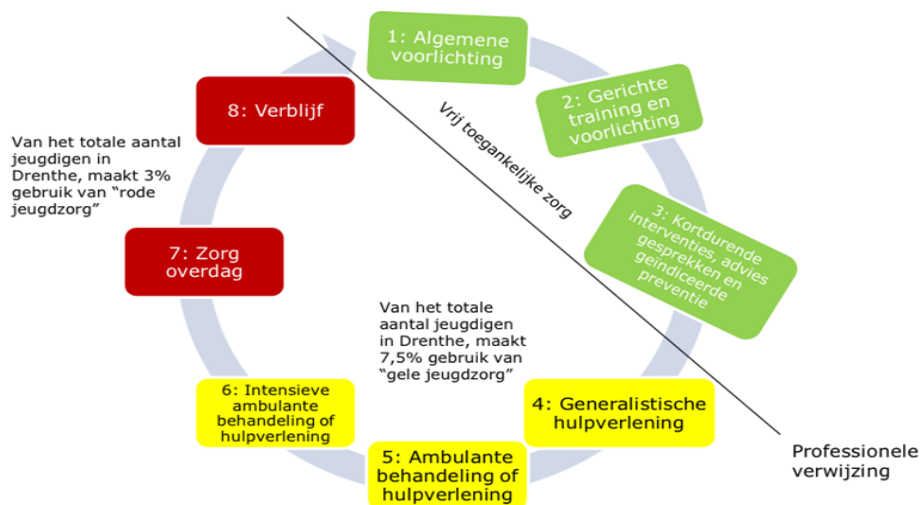 1: Algemene
voorlichting
2: Gerichte
training en
voorlichting
3: Kortdurende
interventies, advies
gesprekken en
geïndiceerde
preventie
Vrij toegankelijke zorg
8: Verblijf
Van het totale aantal
jeugdigen in
Drenthe, maakt 3%
gebruik van “rode
jeugdzorg”
7: Zorg
overdag
Van het totale
aantal jeugdigen
in Drenthe, maakt
7,5% gebruik van
“gele jeugdzorg”
6: Intensieve
ambulante
behandeling of
hulpverlening
5: Ambulante
behandeling of
hulpverlening
4: Generalistische
hulpverlening
Professionele
verwijzing